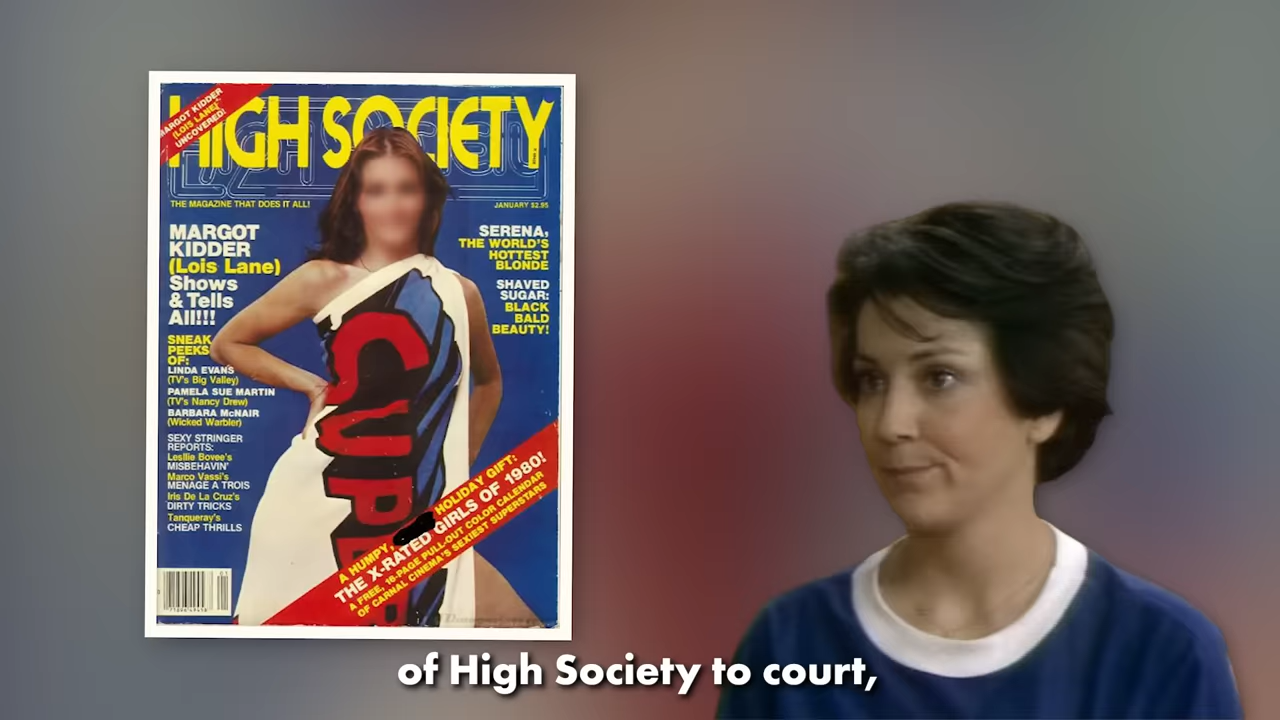 MARGOT KIDDER
(LOIS LANE)
UNCOVERED!
HIGH SOCIETY
THE MAGAZINE THAT DOES IT ALL!
JANUARY $2.95
MARGOT
KIDDER
(Lois Lane)
Shows
& Tells
All!!!
SNEAK
PEEKS
OF:
LINDA EVANS
(TV's Big Valley)
PAMELA SUE MARTIN
(TV's Nancy Drew)
BARBARA McNAIR
(Wicked Warbler)
SEXY STRINGER
REPORTS:
Leslie Bovee's
MISBEHAVIN'
Marco Vassi's
MENAGE A TROIS
Iris De La Cruz's
DIRTY TRICKS
Tanqueray's
CHEAP THRILLS
SERENA,
THE WORLD'S
HOTTEST
BLONDE
SHAVED
SUGAR:
BLACK
BALD
BEAUTY!
SUPER
A HUMPY, HOLIDAY GIFT:
THE X-RATED GIRLS OF 1980!
A FREE, 16-PAGE PULL-OUT COLOR CALENDAR
OF CARNAL CINEMA'S SEXIEST SUPERSTARS
of High Society to court,